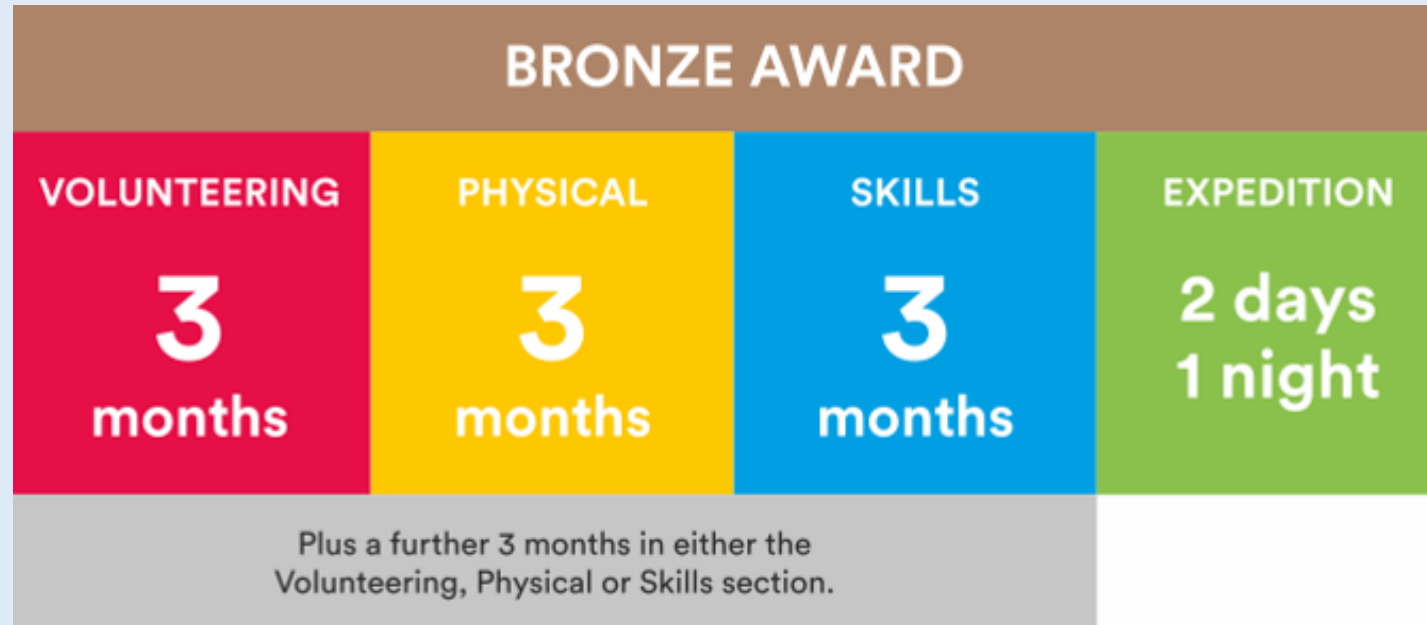 BRONZE AWARD
VOLUNTEERING
3
months
PHYSICAL
3
months
SKILLS
3
months
EXPEDITION
2 days
1 night
Plus a further 3 months in either the
Volunteering, Physical or Skills section.